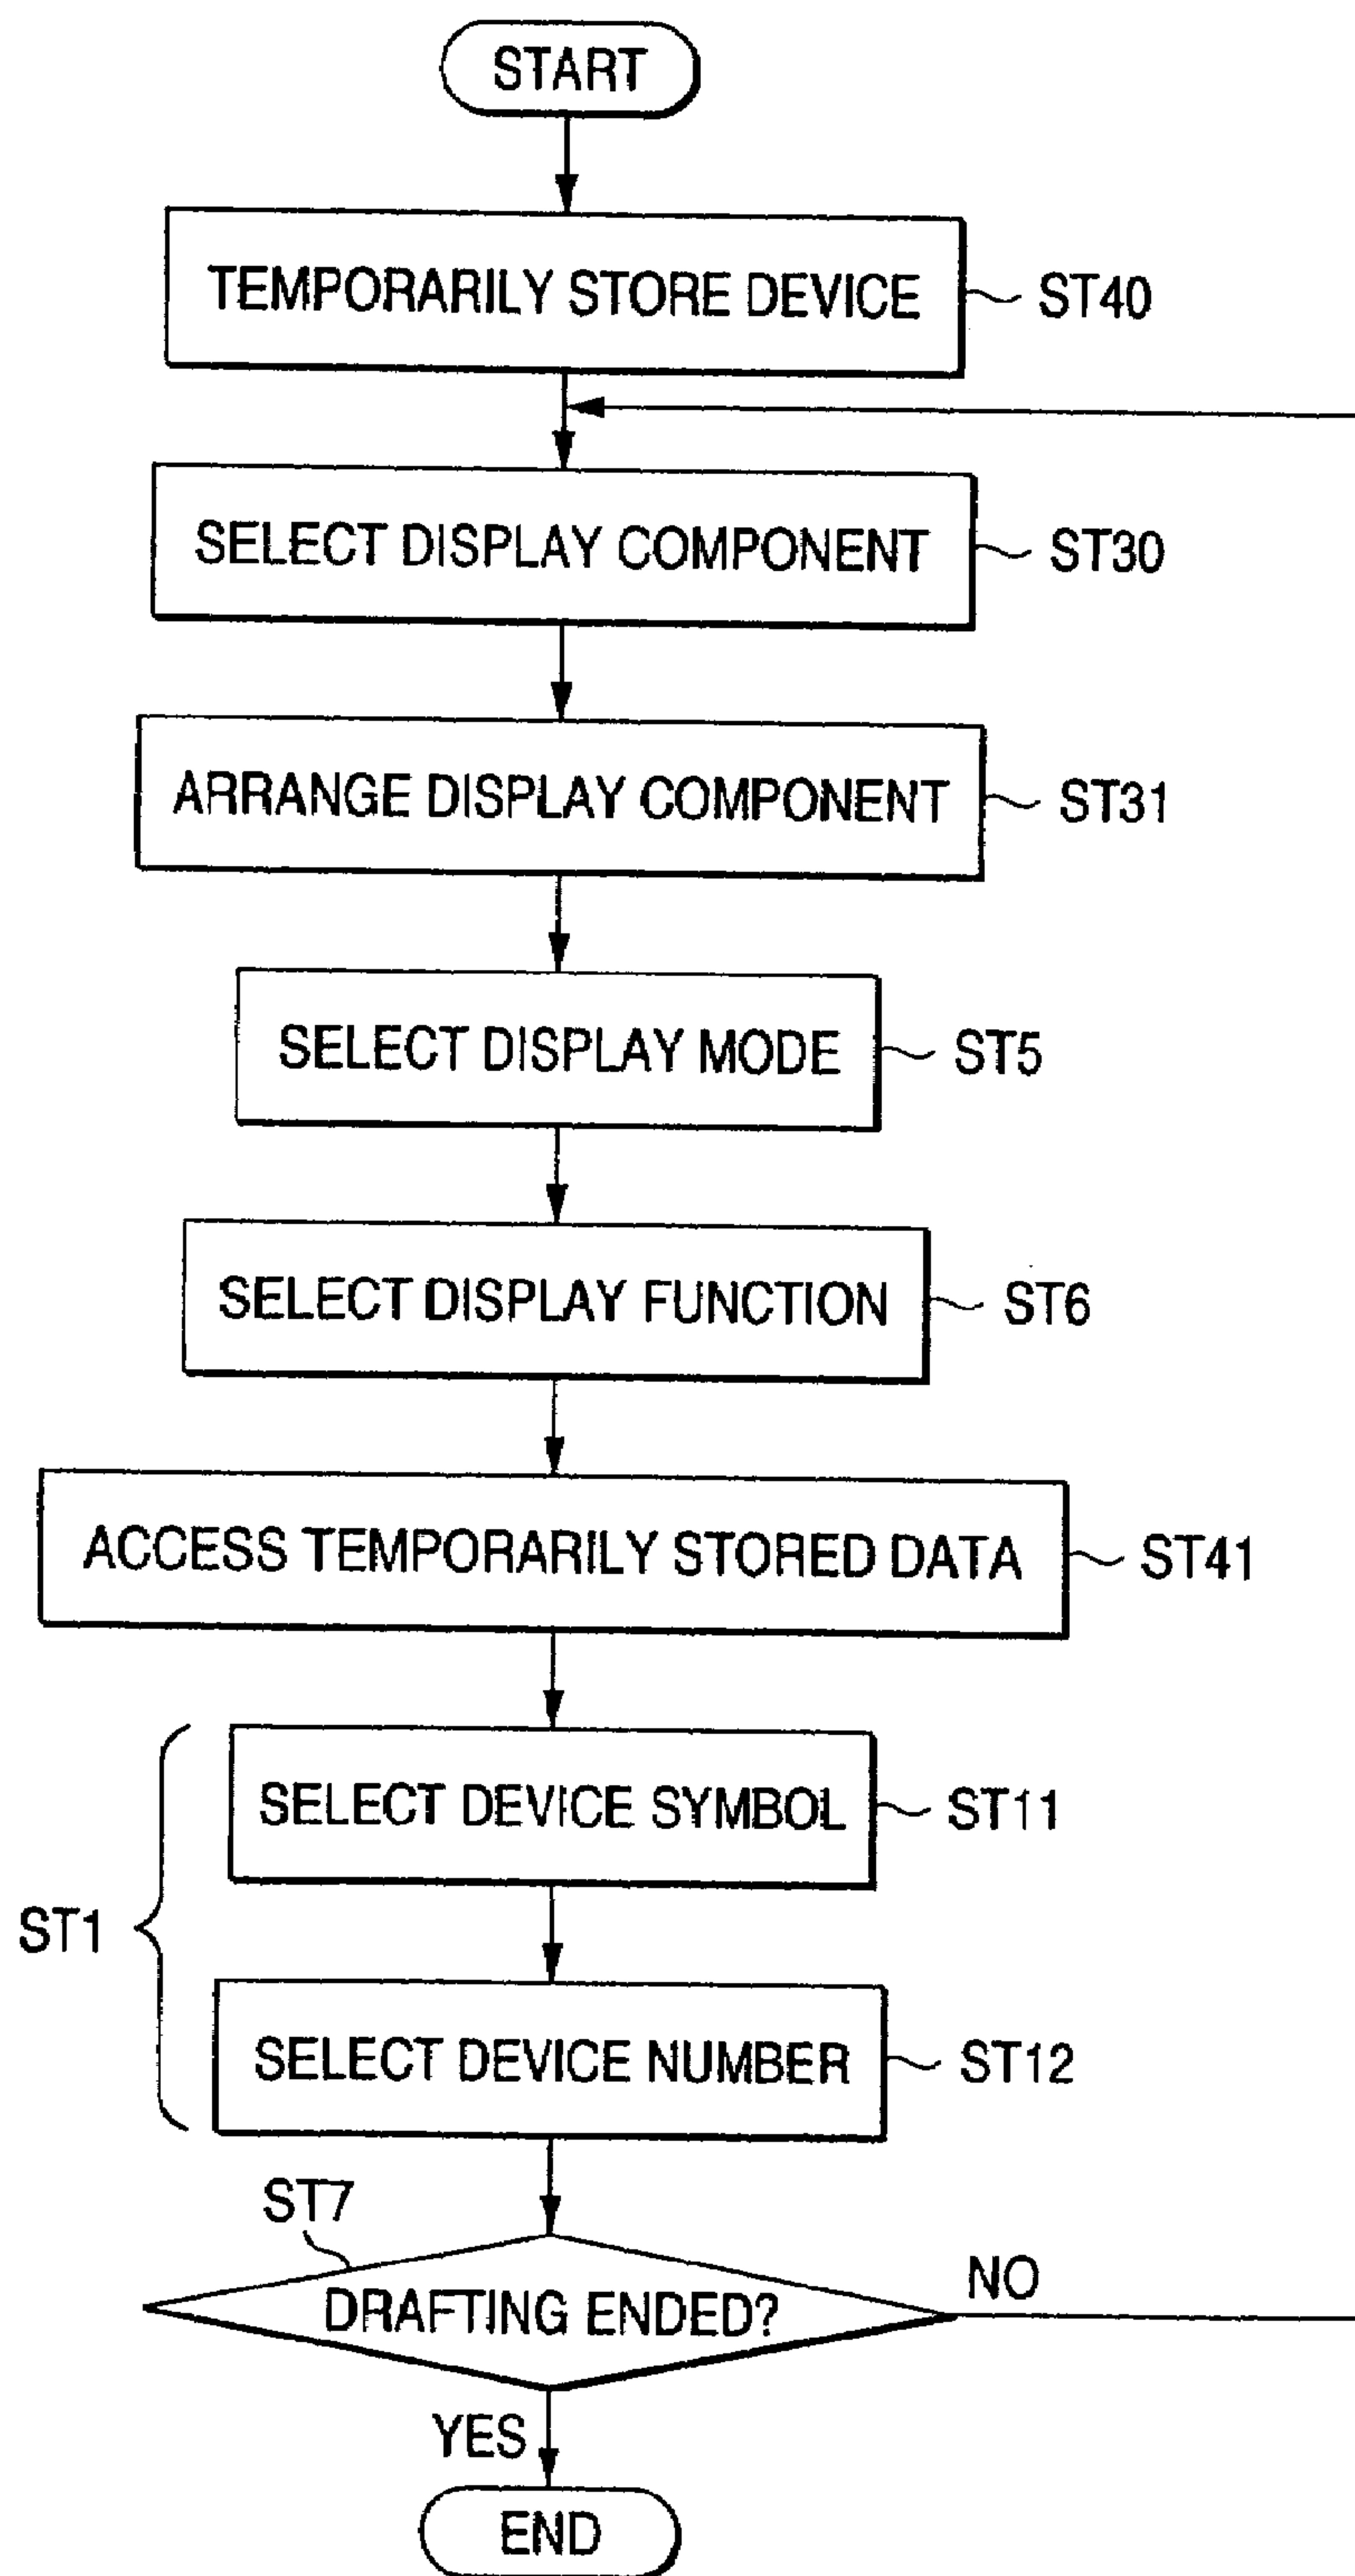 START
TEMPORARILY STORE DEVICE
ST40
SELECT DISPLAY COMPONENT
ST30
ARRANGE DISPLAY COMPONENT
ST31
SELECT DISPLAY MODE
ST5
SELECT DISPLAY FUNCTION
ST6
ACCESS TEMPORARILY STORED DATA
ST41
SELECT DEVICE SYMBOL
ST11
ST1
SELECT DEVICE NUMBER
ST12
ST7
DRAFTING ENDED?
NO
YES
END